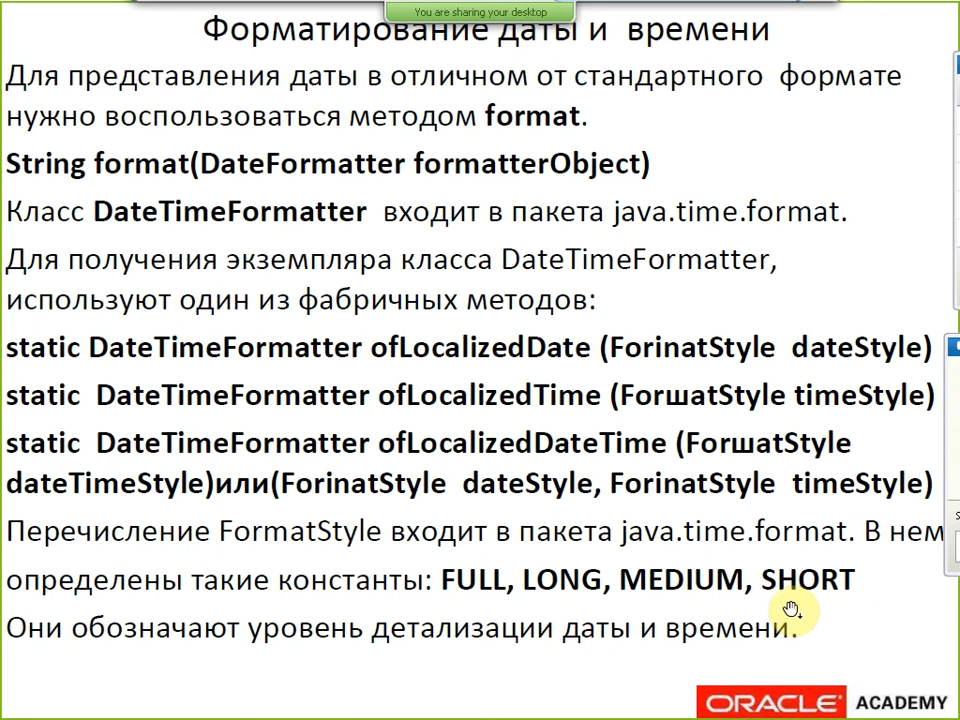 You are sharing your desktop
Форматирование даты и времени
Для представления даты в отличном от стандартного формате
нужно воспользоваться методом format.
String format(DateFormatter formatterObject)
Класс DateTimeFormatter входит в пакета java.time.format.
Для получения экземпляра класса DateTimeFormatter,
используют один из фабричных методов:
static DateTimeFormatter ofLocalizedDate (ForinatStyle dateStyle)
static DateTimeFormatter ofLocalizedTime (ForшatStyle timeStyle)
static DateTimeFormatter ofLocalizedDateTime (ForшatStyle
dateTimeStyle)или(ForinatStyle dateStyle, ForinatStyle timeStyle)
Перечисление FormatStyle входит в пакета java.time.format. В нем
определены такие константы: FULL, LONG, MEDIUM, SHORT
Они обозначают уровень детализации даты и времени.
ORACLE ACADEMY